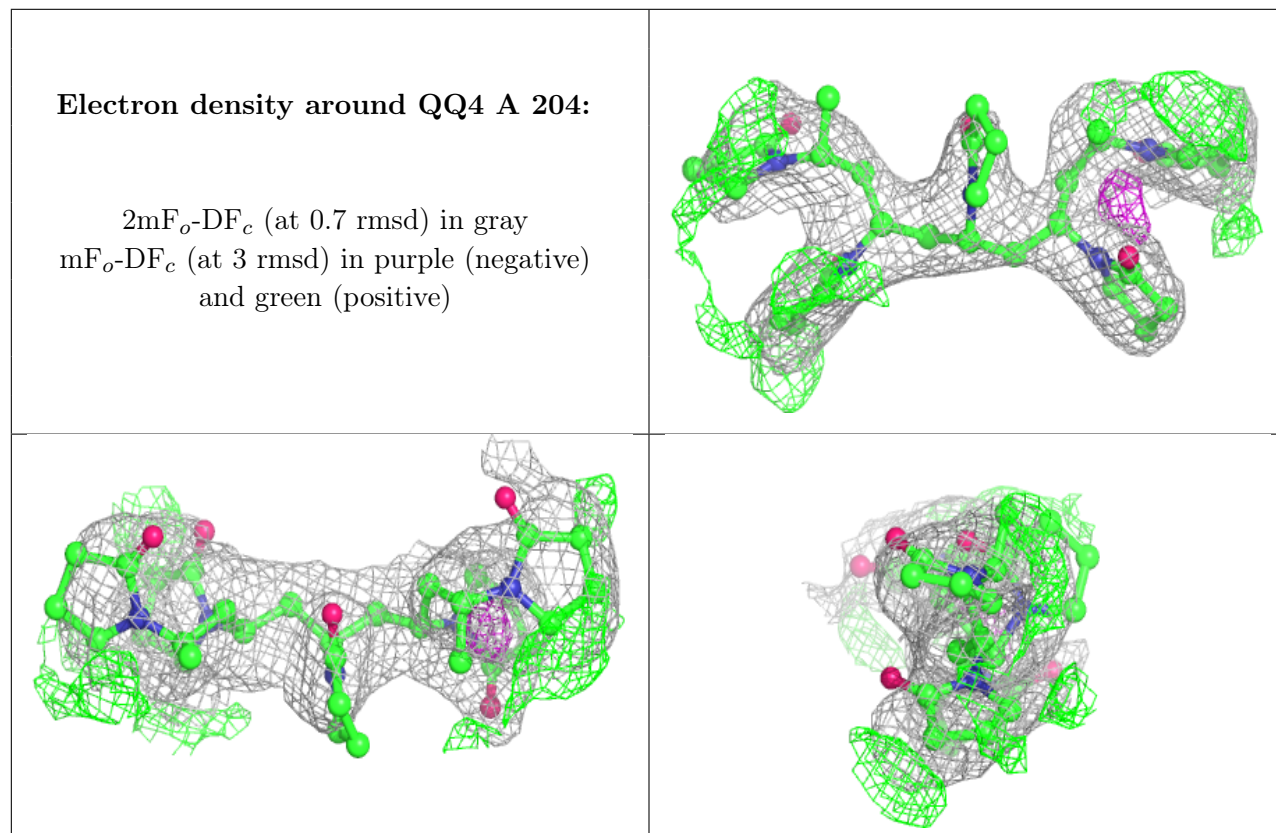 Electron density around QQ4 A 204:
2mFo-DFc (at 0.7 rmsd) in gray
mFo-DFc (at 3 rmsd) in purple (negative)
and green (positive)